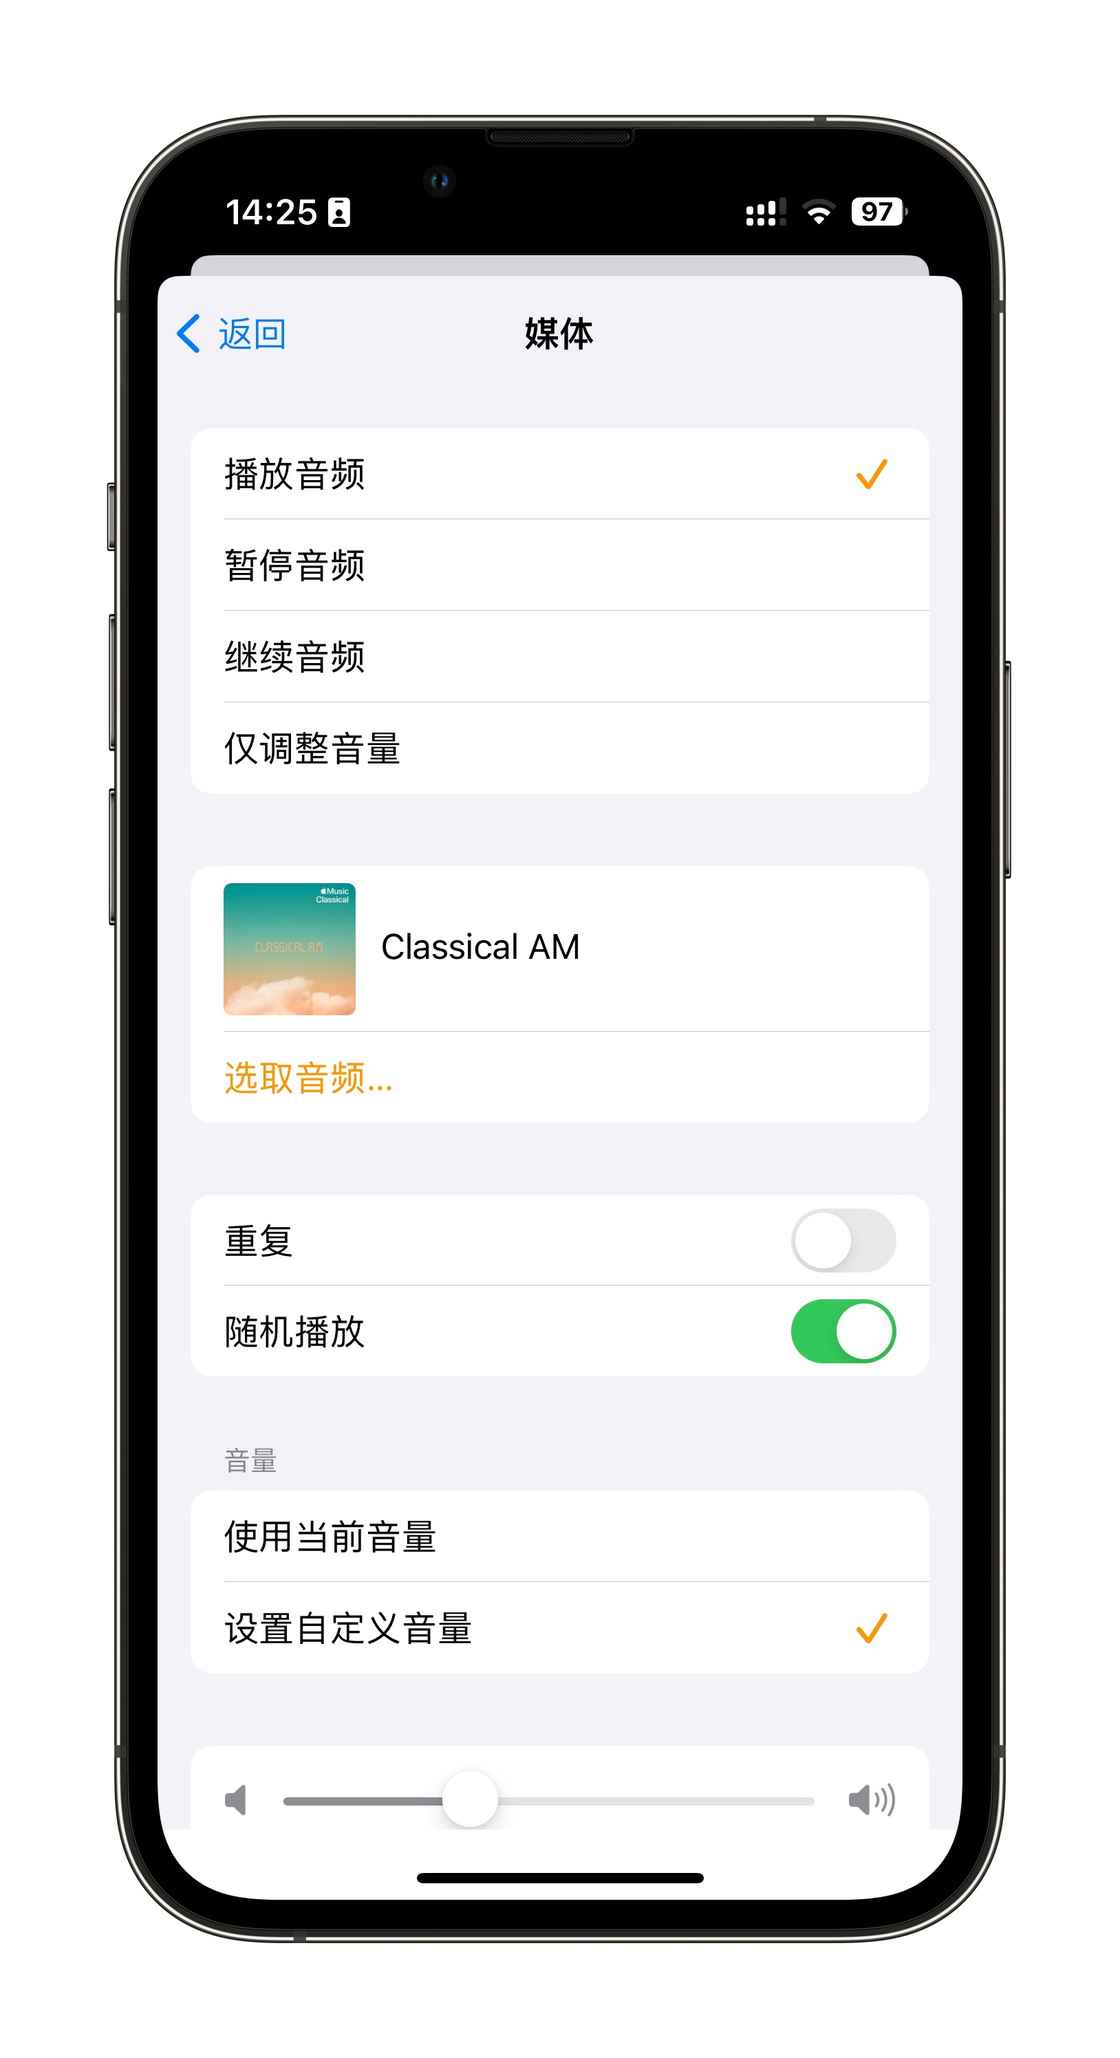 14:25
97
返回
媒体
播放音频
暂停音频
继续音频
仅调整音量
Music
Classical
CLASSICAL AM
Classical AM
选取音频...
重复
随机播放
音量
使用当前音量
设置自定义音量